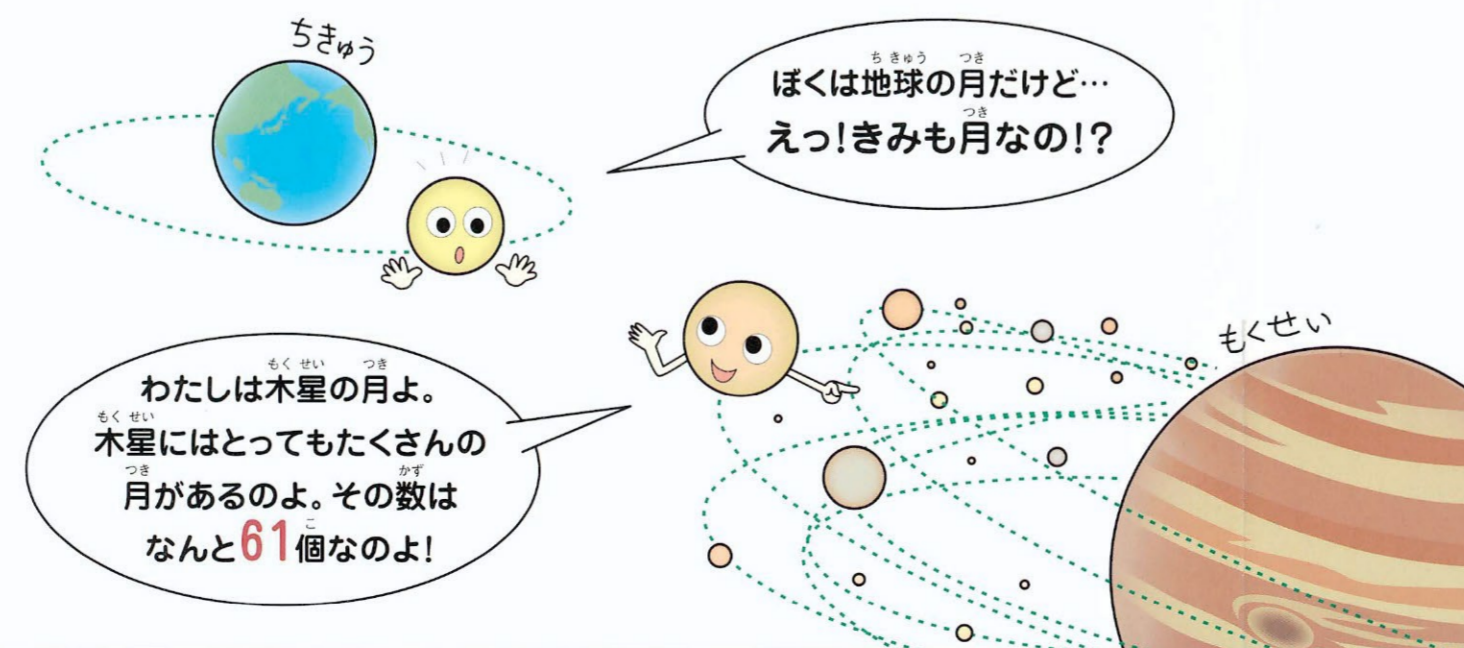 ちきゅう
ぼくは地球の月だけど…
えっ!きみも月なの!?
もくせい
わたしは木星の月よ。
木星にはとってもたくさんの
月があるのよ。その数は
なんと61個なのよ!